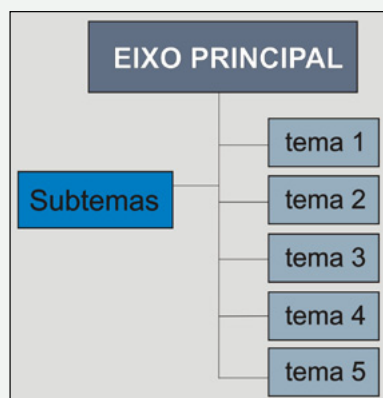 EIXO PRINCIPAL
tema 1
Subtemas
tema 2
tema 3
tema 4
tema 5